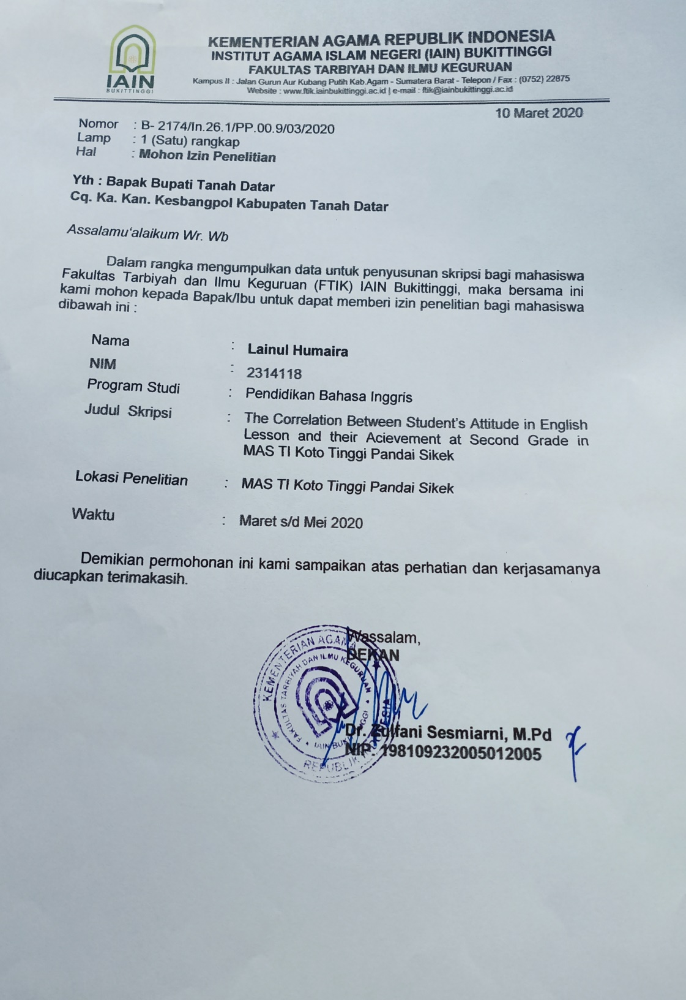 IAIN
BUKITTINGGI
KEMENTERIAN AGAMA REPUBLIK INDONESIA
INSTITUT AGAMA ISLAM NEGERI (IAIN) BUKITTINGGI
FAKULTAS TARBIYAH DAN ILMU KEGURUAN
Kampus II : Jalan Gurun Aur Kubang Putih Kab.Agam - Sumatera Barat - Telepon / Fax : (0752) 22875
Website : www.ftik.iainbukittinggi.ac.id | e-mail : ftik@iainbukittinggi.ac.id
10 Maret 2020
Nomor : B- 2174/In.26.1/PP.00.9/03/2020
Lamp : 1 (Satu) rangkap
Hal : Mohon Izin Penelitian
Yth : Bapak Bupati Tanah Datar
Cq. Ka. Kan. Kesbangpol Kabupaten Tanah Datar
Assalamu‘alaikum Wr. Wb
Dalam rangka mengumpulkan data untuk penyusunan skripsi bagi mahasiswa
Fakultas Tarbiyah dan Ilmu Keguruan (FTIK) IAIN Bukittinggi, maka bersama ini
kami mohon kepada Bapak/Ibu untuk dapat memberi izin penelitian bagi mahasiswa
dibawah ini :
Nama : Lainul Humaira
NIM : 2314118
Program Studi : Pendidikan Bahasa Inggris
Judul Skripsi : The Correlation Between Student’s Attitude in English
Lesson and their Acievement at Second Grade in
MAS TI Koto Tinggi Pandai Sikek
Lokasi Penelitian : MAS TI Koto Tinggi Pandai Sikek
Waktu : Maret s/d Mei 2020
Demikian permohonan ini kami sampaikan atas perhatian dan kerjasamanya
diucapkan terimakasih.
Wassalam,
DEKAN
KEMENTERIAN AGAMA
REPUBLIK INDONESIA
FAKULTAS TARBIYAH DAN ILMU KEGURUAN
IAIN BUKITTINGGI
Dr. Zulfani Sesmiarni, M.Pd
NIP. 198109232005012005